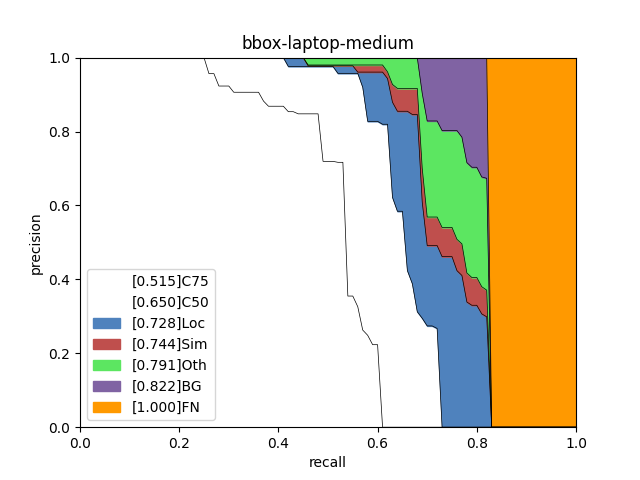 bbox-laptop-medium
1.0
0.8
0.6
0.4
0.2
0.0
precision
[0.515]C75
[0.650]C50
[0.728]Loc
[0.744]Sim
[0.791]Oth
[0.822]BG
[1.000]FN
0.0 0.2 0.4 0.6 0.8 1.0
recall